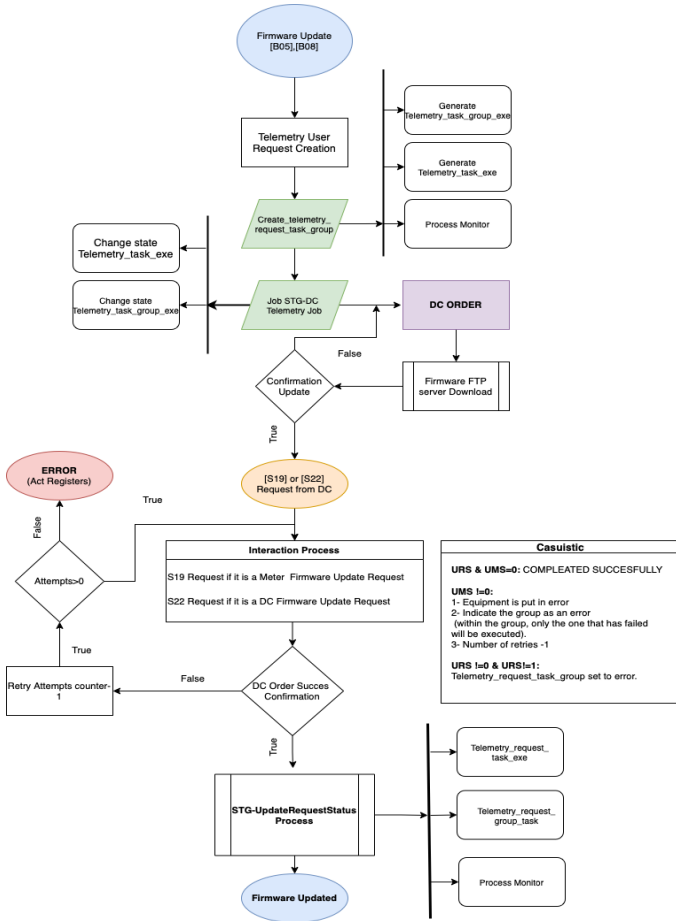 Firmware Update
[B05],[B08]
Generate
Telemetry_task_group_exe
Telemetry User
Request Creation
Generate
Telemetry_task_exe
Create_telemetry_
request_task_group
Process Monitor
Change state
Telemetry_task_exe
Change state
Telemetry_task_group_exe
Job STG-DC
Telemetry Job
DC ORDER
False
Confirmation
Update
Firmware FTP
server Download
True
[S19] or [S22]
Request from DC
ERROR
(Act Registers)
True
False
Attempts>0
Interaction Process
S19 Request if it is a Meter Firmware Update Request
S22 Request if it is a DC Firmware Update Request
Casuistic
URS & UMS=0: COMPLEATED SUCCESFULLY
UMS !=0:
1- Equipment is put in error
2- Indicate the group as an error
(within the group, only the one that has failed
will be executed).
3- Number of retries -1
URS !=0 & URS!=1:
Telemetry_request_task_group set to error.
True
False
DC Order Succes
Confirmation
Retry Attempts counter-
1
True
Telemetry_request_
task_exe
STG-UpdateRequestStatus
Process
Telemetry_request_
group_task
Process Monitor
Firmware Updated